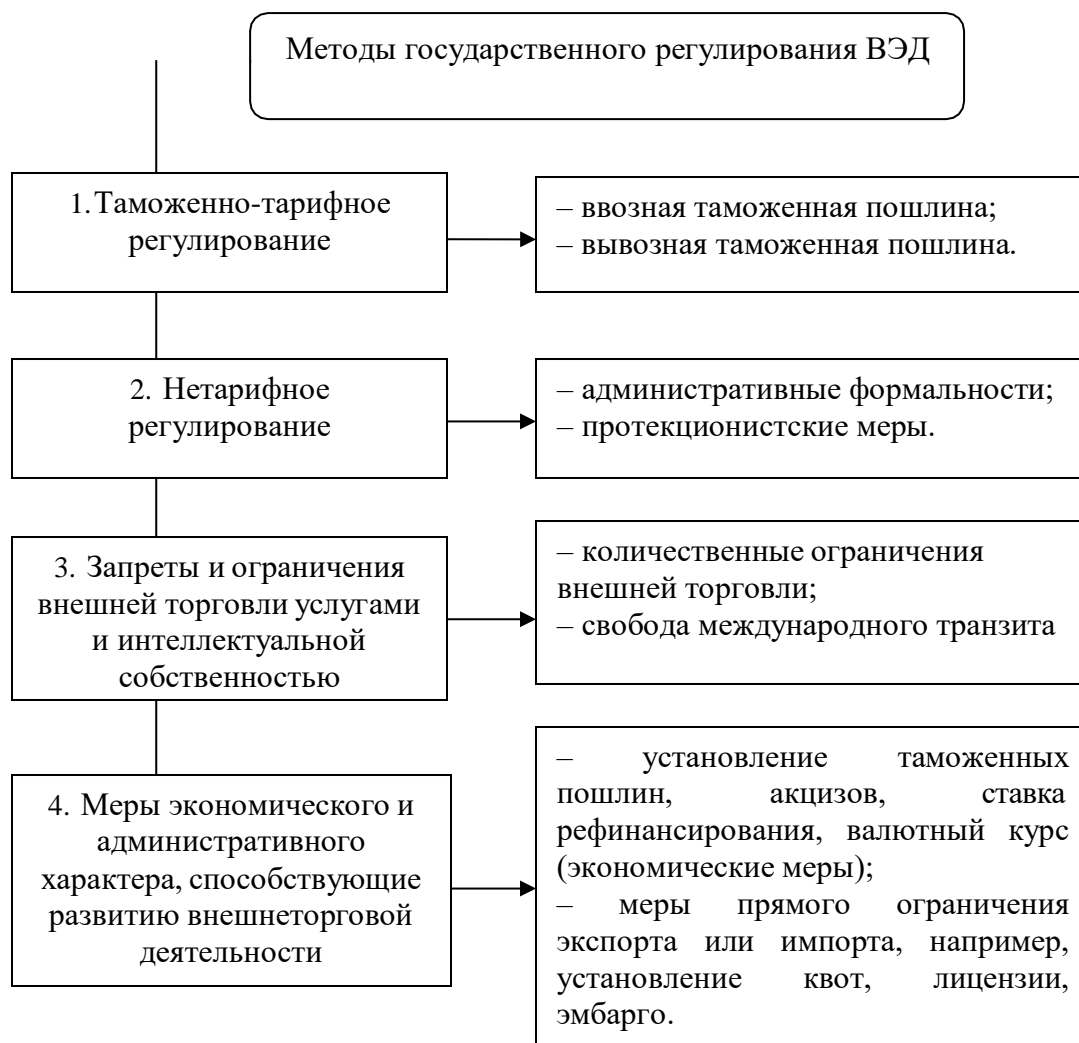 Методы государственного регулирования ВЭД
1. Таможенно-тарифное
регулирование
– ввозная таможенная пошлина;
– вывозная таможенная пошлина.
2. Нетарифное
регулирование
– административные формальности;
– протекционистские меры.
3. Запреты и ограничения
внешней торговли услугами
и интеллектуальной
собственностью
– количественные ограничения
внешней торговли;
– свобода международного транзита
4. Меры экономического и
административного
характера, способствующие
развитию внешнеторговой
деятельности
– установление таможенных
пошлин, акцизов, ставка
рефинансирования, валютный курс
(экономические меры);
– меры прямого ограничения
экспорта или импорта, например,
установление квот, лицензии,
эмбарго.